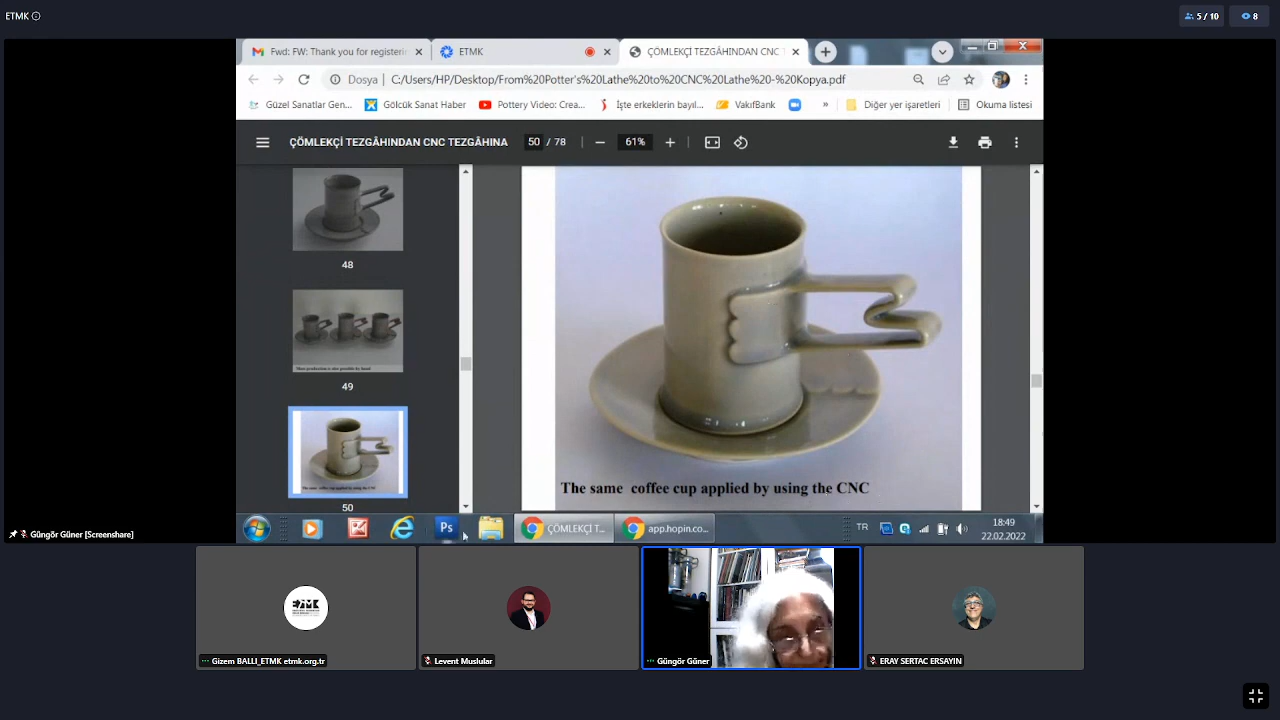 ETMK
5 / 10
8
Fwd: FW: Thank you for registerin
ETMK
ÇÖMLEKÇİ TEZGÂHINDAN CNC T
Dosya | C:/Users/HP/Desktop/From%20Potter's%20Lathe%20to%20CNC%20Lathe%20-%20Kopya.pdf
Güzel Sanatlar Gen...
Gölcük Sanat Haber
Pottery Video: Crea...
İşte erkeklerin bayıl...
VakıfBank
»
Diğer yer işaretleri
Okuma listesi
ÇÖMLEKÇİ TEZGÂHINDAN CNC TEZGÂHINA
50 / 78
61%
48
49
50
The same coffee cup applied by using the CNC
Ps
ÇÖMLEKÇİ T...
app.hopin.co...
TR
18:49
22.02.2022
Güngör Güner [Screenshare]
ETMK
Gizem BALLI_ETMK etmk.org.tr
Levent Muslular
Güngör Güner
ERAY SERTAC ERSAYIN